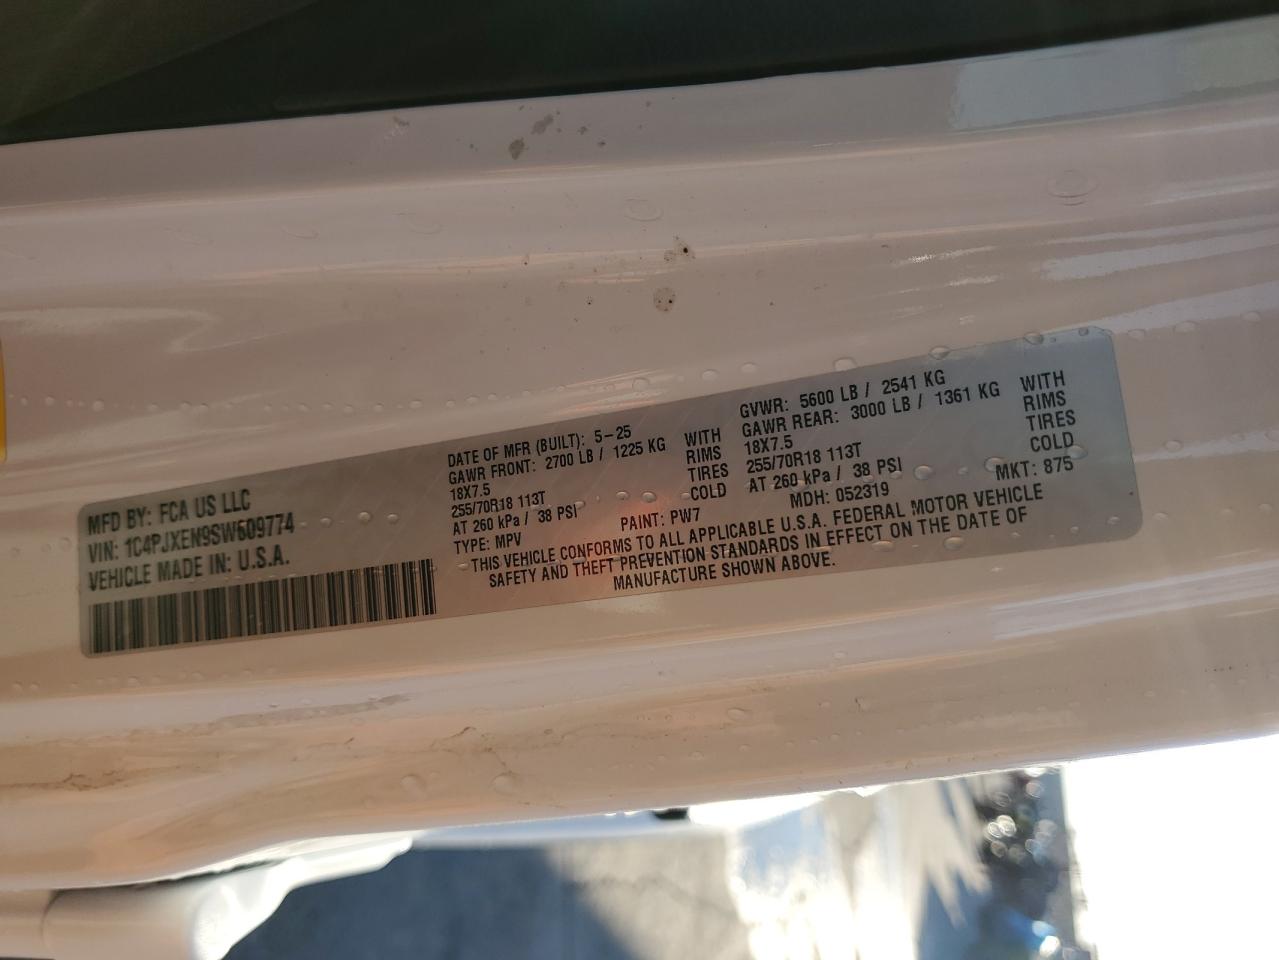 MFD BY: FCA US LLC
VIN: 1C4PJXEN9SW609774
VEHICLE MADE IN: U.S.A.
DATE OF MFR (BUILT): 5-25
GAWR FRONT: 2700 LB / 1225 KG WITH
18X7.5 RIMS
255/70R18 113T TIRES
AT 260 kPa / 38 PSI COLD
TYPE: MPV PAINT: PW7
GVWR: 5600 LB / 2541 KG
GAWR REAR: 3000 LB / 1361 KG WITH
18X7.5 RIMS
255/70R18 113T TIRES
AT 260 kPa / 38 PSI COLD
MDH: 052319 MKT: 875
THIS VEHICLE CONFORMS TO ALL APPLICABLE U.S.A. FEDERAL MOTOR VEHICLE
SAFETY AND THEFT PREVENTION STANDARDS IN EFFECT ON THE DATE OF
MANUFACTURE SHOWN ABOVE.